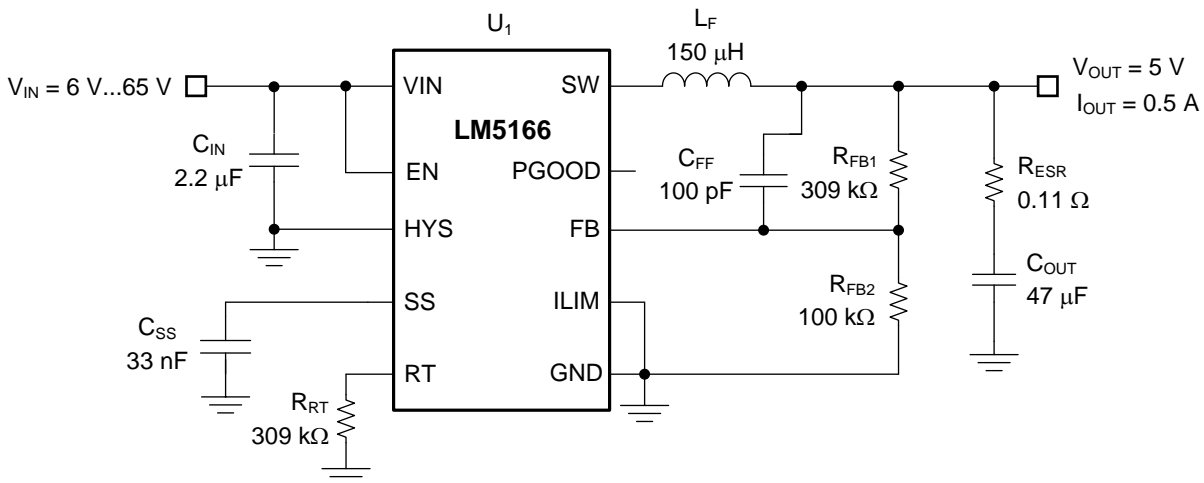 U1
LF
150 μH
VIN = 6 V...65 V
VIN
SW
VOUT = 5 V
IOUT = 0.5 A
LM5166
CIN
2.2 μF
EN
PGOOD
CFF
100 pF
RFB1
309 kΩ
RESR
0.11 Ω
HYS
FB
COUT
47 μF
RFB2
100 kΩ
SS
ILIM
CSS
33 nF
RT
GND
RRT
309 kΩ